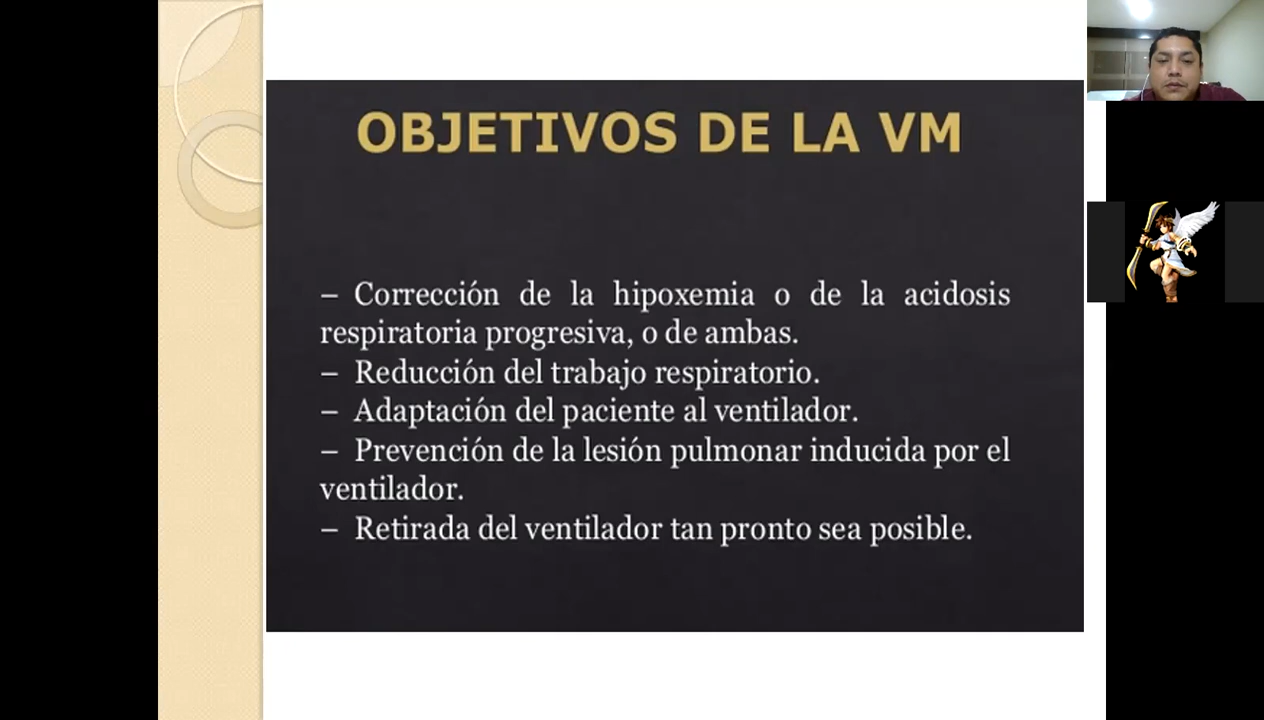 OBJETIVOS DE LA VM
– Corrección de la hipoxemia o de la acidosis
respiratoria progresiva, o de ambas.
– Reducción del trabajo respiratorio.
– Adaptación del paciente al ventilador.
– Prevención de la lesión pulmonar inducida por el
ventilador.
– Retirada del ventilador tan pronto sea posible.